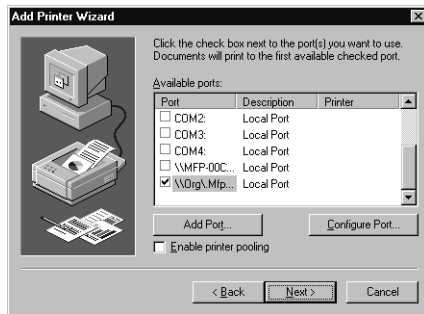 Add Printer Wizard
Click the check box next to the port(s) you want to use.
Documents will print to the first available checked port.
Available ports:
Port Description Printer
COM2: Local Port
COM3: Local Port
COM4: Local Port
\\MFP-00C... Local Port
\\Org\.Mfp... Local Port
Add Port... Configure Port...
Enable printer pooling
< Back Next > Cancel